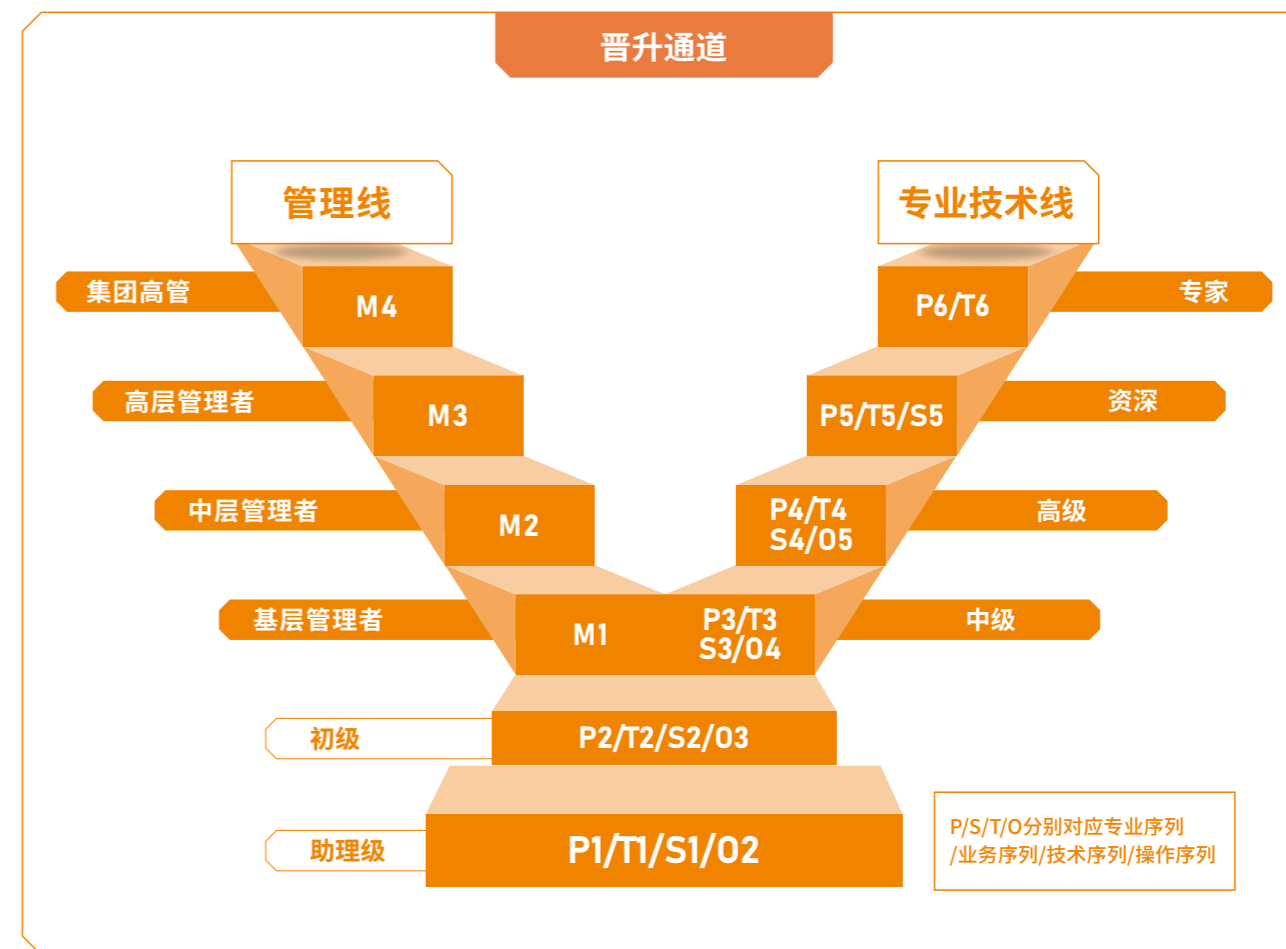 晋升通道
管理线
专业技术线
集团高管
M4
P6/T6
专家
高层管理者
M3
P5/T5/S5
资深
中层管理者
M2
P4/T4
S4/O5
高级
基层管理者
M1
P3/T3
S3/O4
中级
初级
P2/T2/S2/O3
助理级
P1/T1/S1/O2
P/S/T/O分别对应专业序列
/业务序列/技术序列/操作序列